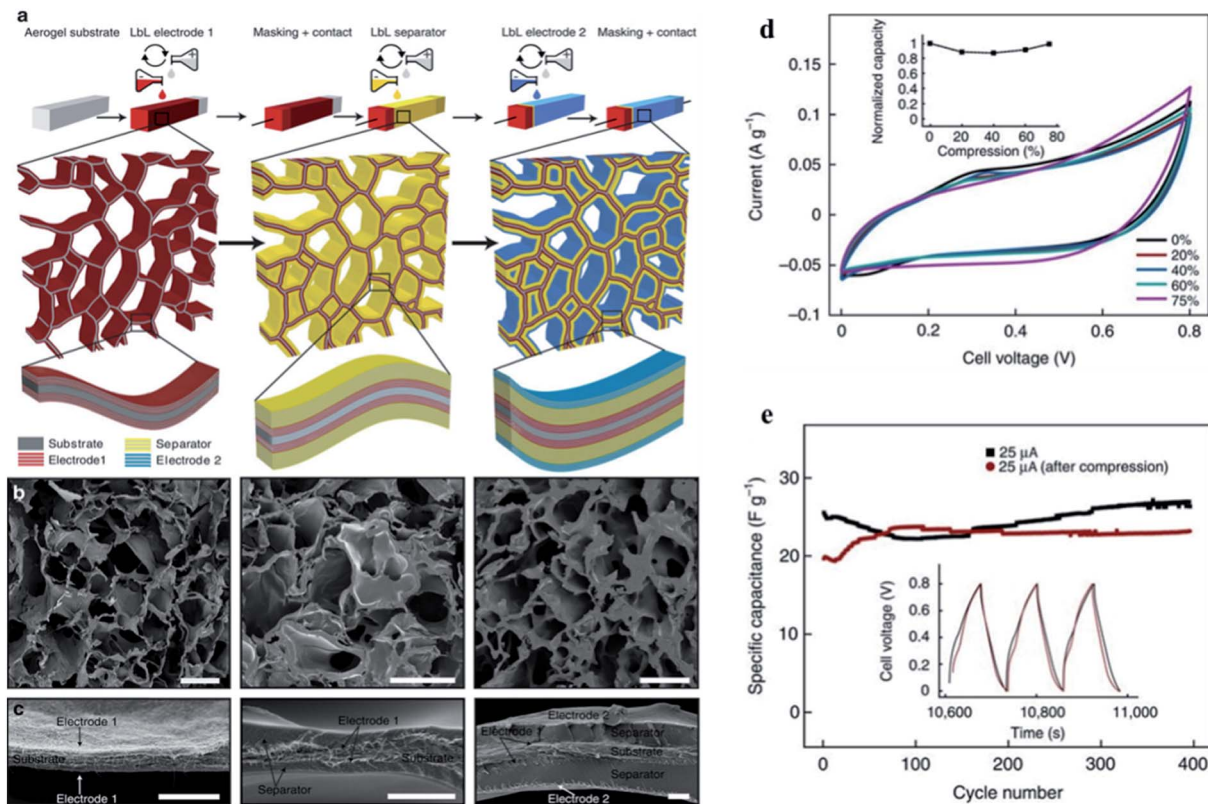 a
Aerogel substrate
LbL electrode 1
Masking + contact
LbL separator
LbL electrode 2
Masking + contact
− +
− +
− +
Substrate
Electrode1
Separator
Electrode 2
b
c
Electrode 1
Substrate
Electrode 1
Electrode 1
Substrate
Separator
Electrode 2
Electrode 1
Separator
Substrate
Separator
Electrode 2
d
Current (A g⁻¹)
0.15
0.1
0.05
0
−0.05
−0.1
0
0.2
0.4
0.6
0.8
Cell voltage (V)
Normalized capacity
1
0.8
0.6
0.4
0.2
0
0
20
40
60
80
Compression (%)
0%
20%
40%
60%
75%
e
Specific capacitance (F g⁻¹)
40
30
20
10
0
0
100
200
300
400
Cycle number
25 µA
25 µA (after compression)
Cell voltage (V)
0.8
0.4
0
10,600
10,800
11,000
Time (s)